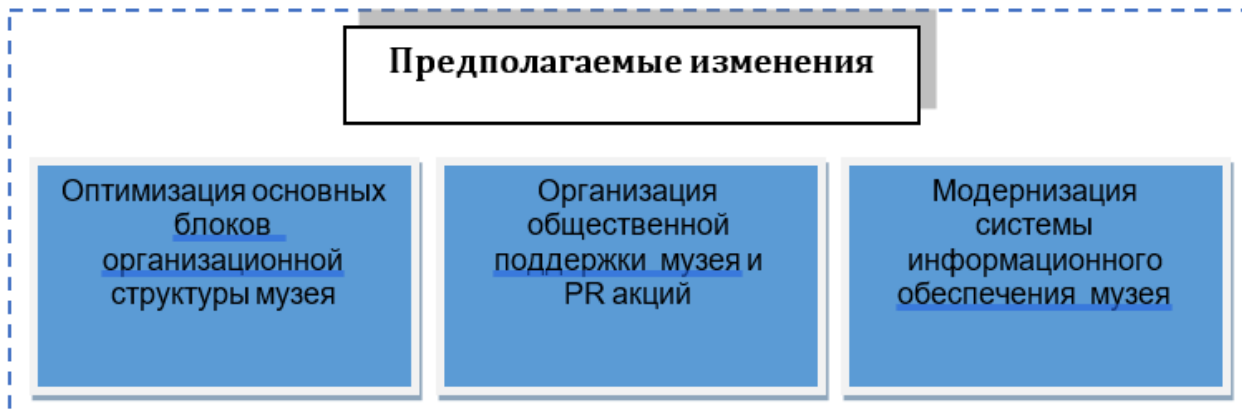 Предполагаемые изменения
Оптимизация основных
блоков
организационной
структуры музея
Организация
общественной
поддержки музея и
PR акций
Модернизация
системы
информационного
обеспечения музея